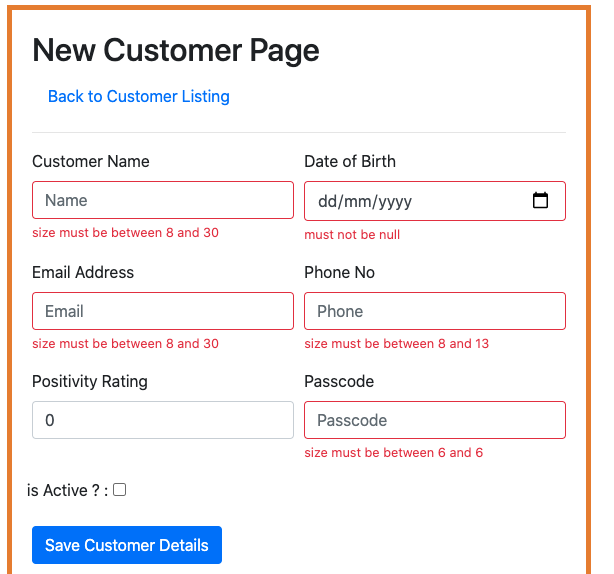 New Customer Page
Back to Customer Listing
Customer Name
Date of Birth
Name
dd/mm/yyyy
size must be between 8 and 30
must not be null
Email Address
Phone No
Email
Phone
size must be between 8 and 30
size must be between 8 and 13
Positivity Rating
Passcode
0
Passcode
size must be between 6 and 6
is Active ? :
Save Customer Details